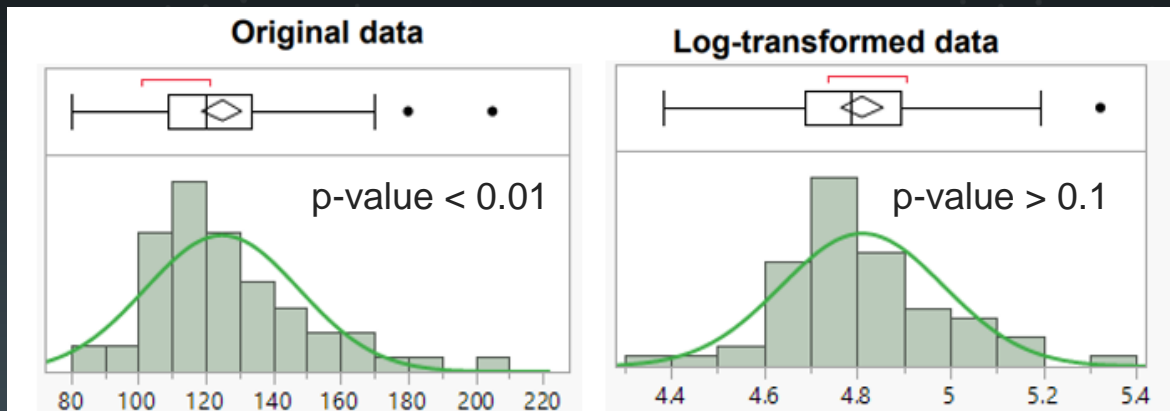 Original data
Log-transformed data
p-value < 0.01
p-value > 0.1
80 100 120 140 160 180 200 220
4.4 4.6 4.8 5 5.2 5.4